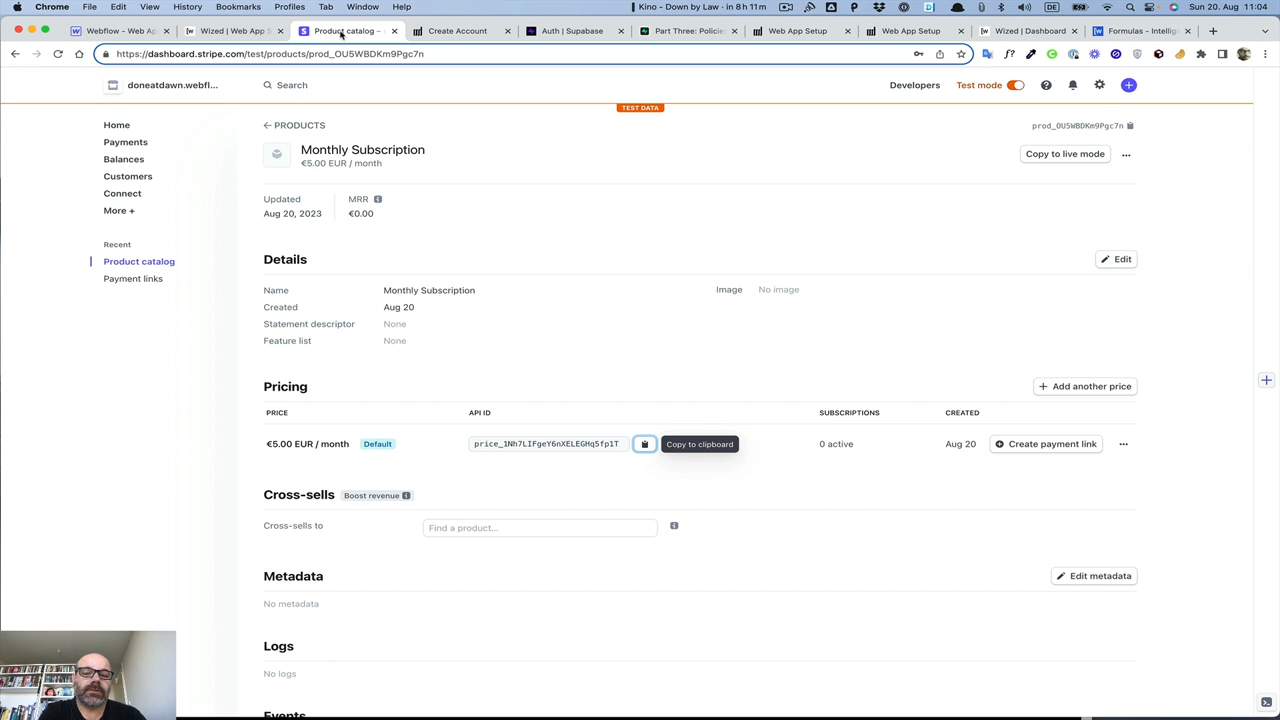 Chrome File Edit View History Bookmarks Profiles Tab Window Help Kino - Down by Law / in 8h 11m DE Sun 20. Aug 11:04
Webflow - Web Ap Wized | Web App S Product catalog – Create Account Auth | Supabase Part Three: Policies Web App Setup Web App Setup Wized | Dashboard Formulas - Intellige
https://dashboard.stripe.com/test/products/prod_OU5WBDKm9Pgc7n
doneatdawn.webfl... Search Developers Test mode
TEST DATA
Home
Payments
Balances
Customers
Connect
More +
Recent
Product catalog
Payment links
PRODUCTS prod_OU5WBDKm9Pgc7n
Monthly Subscription
€5.00 EUR / month
Copy to live mode
Updated MRR
Aug 20, 2023 €0.00
Details Edit
Name Monthly Subscription Image No image
Created Aug 20
Statement descriptor None
Feature list None
Pricing + Add another price
PRICE API ID SUBSCRIPTIONS CREATED
€5.00 EUR / month Default price_1Nh7LIFgeY6nXELEGHq5fp1T Copy to clipboard 0 active Aug 20 Create payment link
Cross-sells Boost revenue
Cross-sells to Find a product...
Metadata Edit metadata
No metadata
Logs
No logs
Events